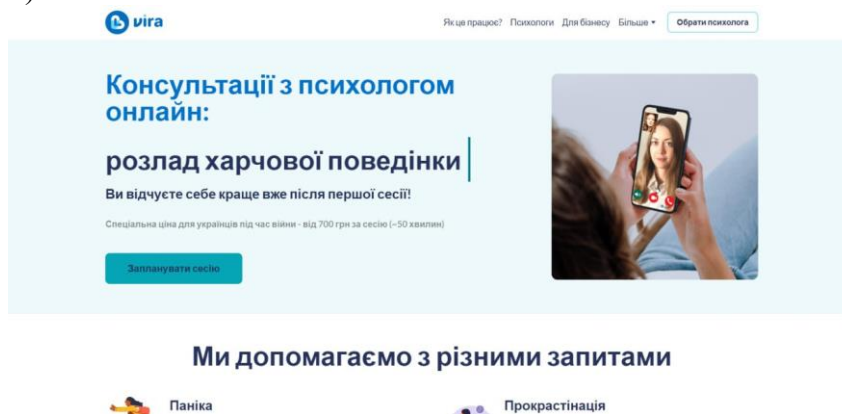 vira
Як це працює? Психологи Для бізнесу Більше Обрати психолога
Консультації з психологом
онлайн:
розлад харчової поведінки
Ви відчуєте себе краще вже після першої сесії!
Спеціальна ціна для українців під час війни - від 700 грн за сесію (~50 хвилин)
Запланувати сесію
Ми допомагаємо з різними запитами
Паніка
Прокрастінація